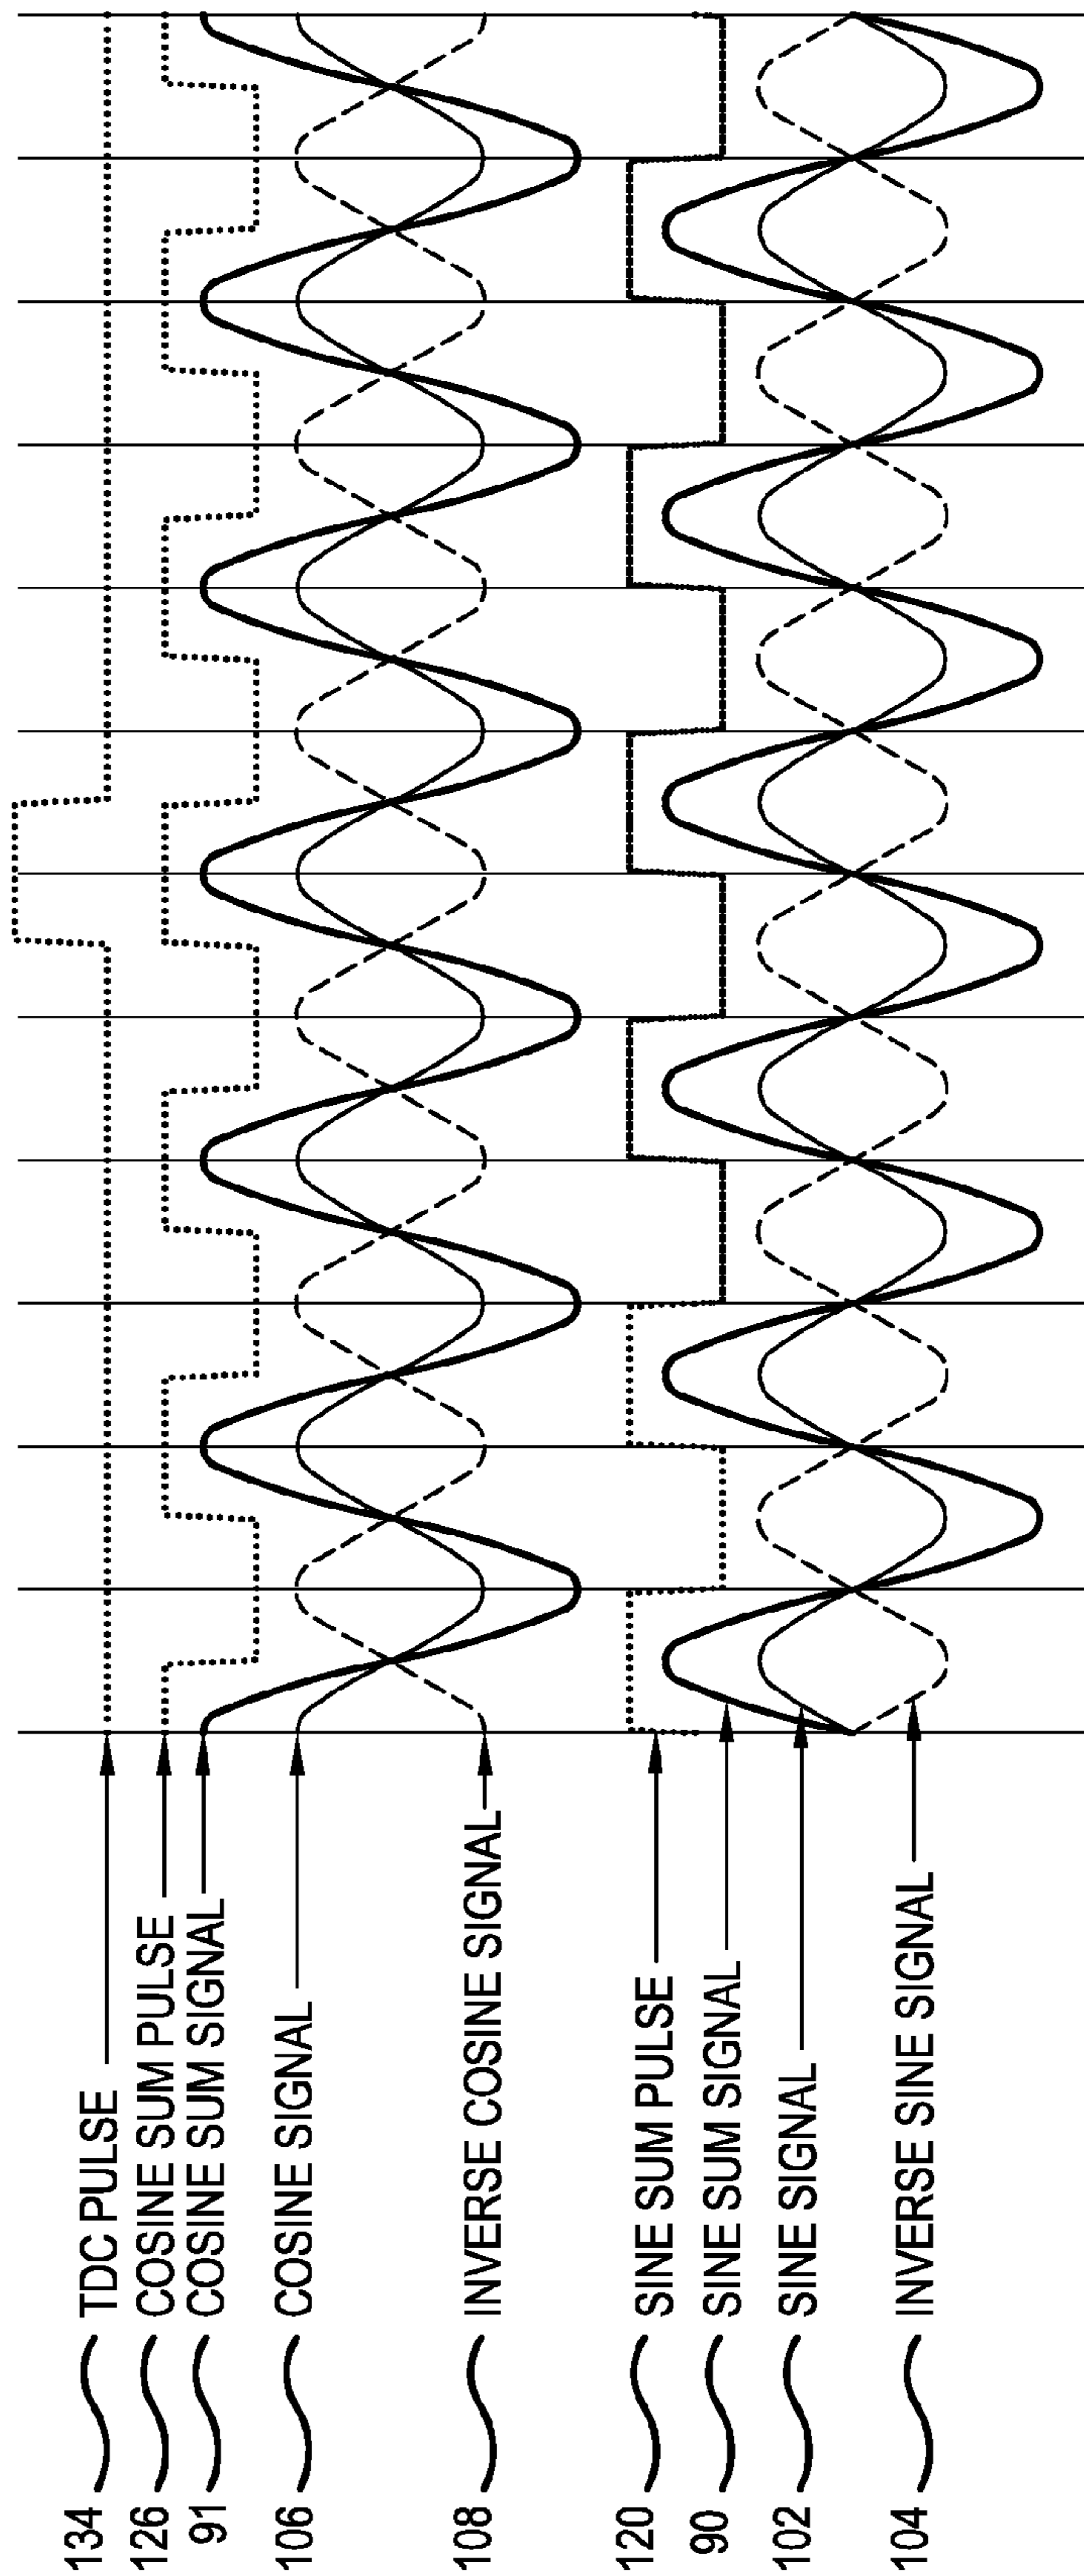 134 TDC PULSE
126 COSINE SUM PULSE
91 COSINE SUM SIGNAL
106 COSINE SIGNAL
108 INVERSE COSINE SIGNAL
120 SINE SUM PULSE
90 SINE SUM SIGNAL
102 SINE SIGNAL
104 INVERSE SINE SIGNAL